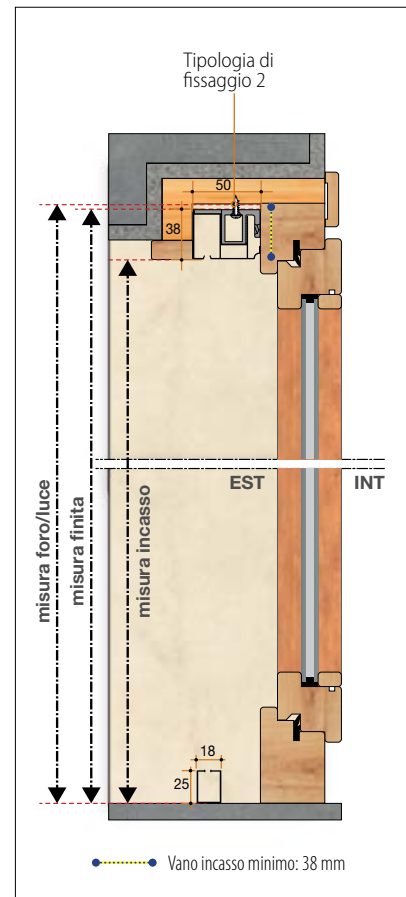 Tipologia di
fissaggio 2
50
38
misura foro/luce
misura finita
misura incasso
EST
INT
18
25
Vano incasso minimo: 38 mm